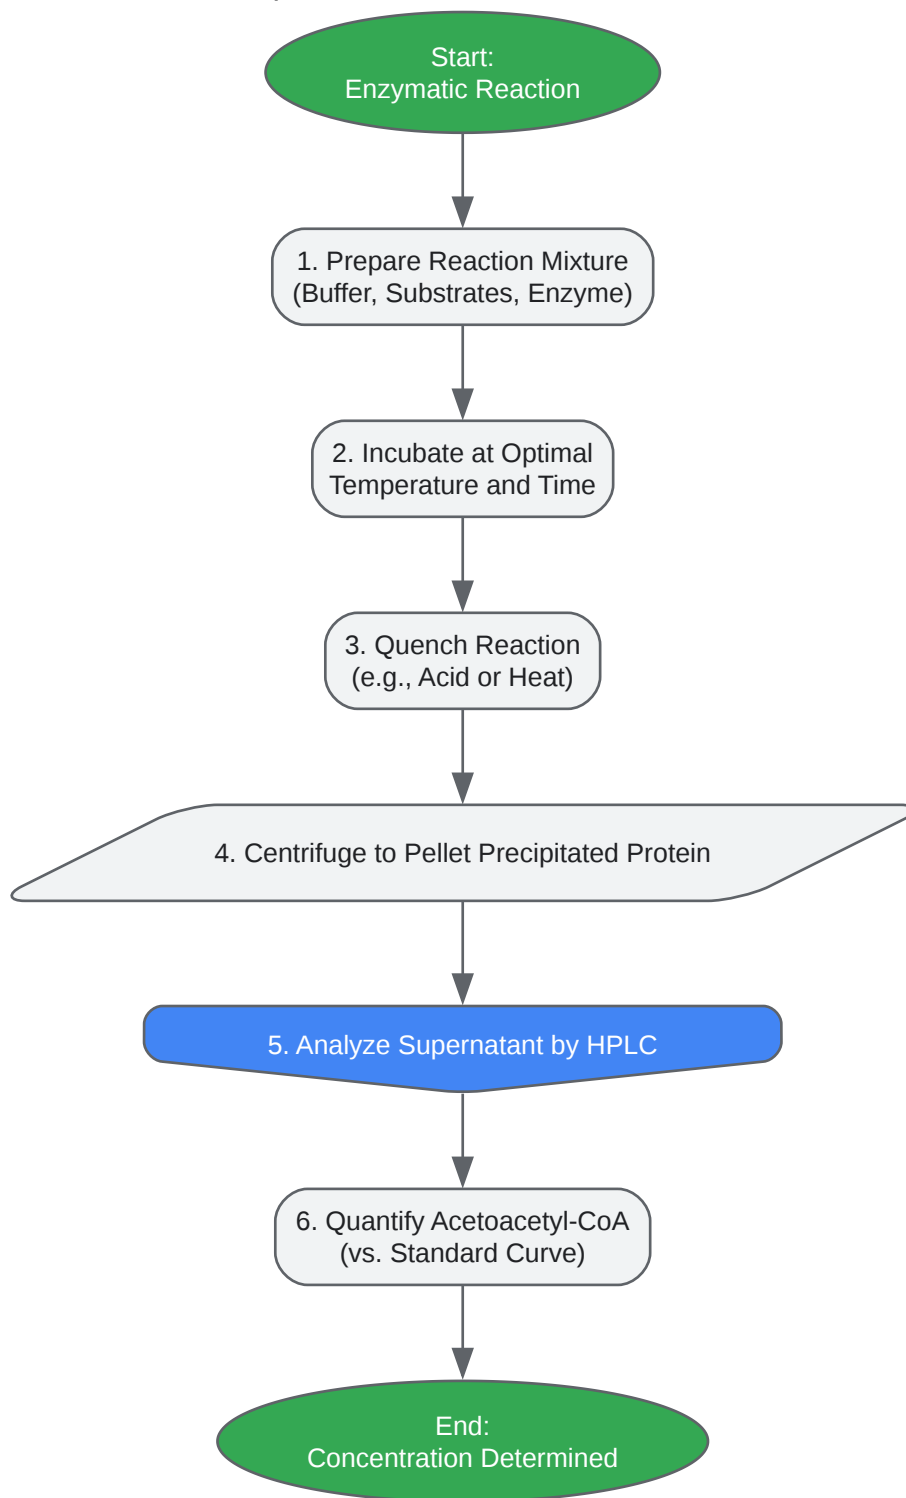 Start:
Enzymatic Reaction
1. Prepare Reaction Mixture
(Buffer, Substrates, Enzyme)
2. Incubate at Optimal
Temperature and Time
3. Quench Reaction
(e.g., Acid or Heat)
4. Centrifuge to Pellet Precipitated Protein
5. Analyze Supernatant by HPLC
6. Quantify Acetoacetyl-CoA
(vs. Standard Curve)
End:
Concentration Determined